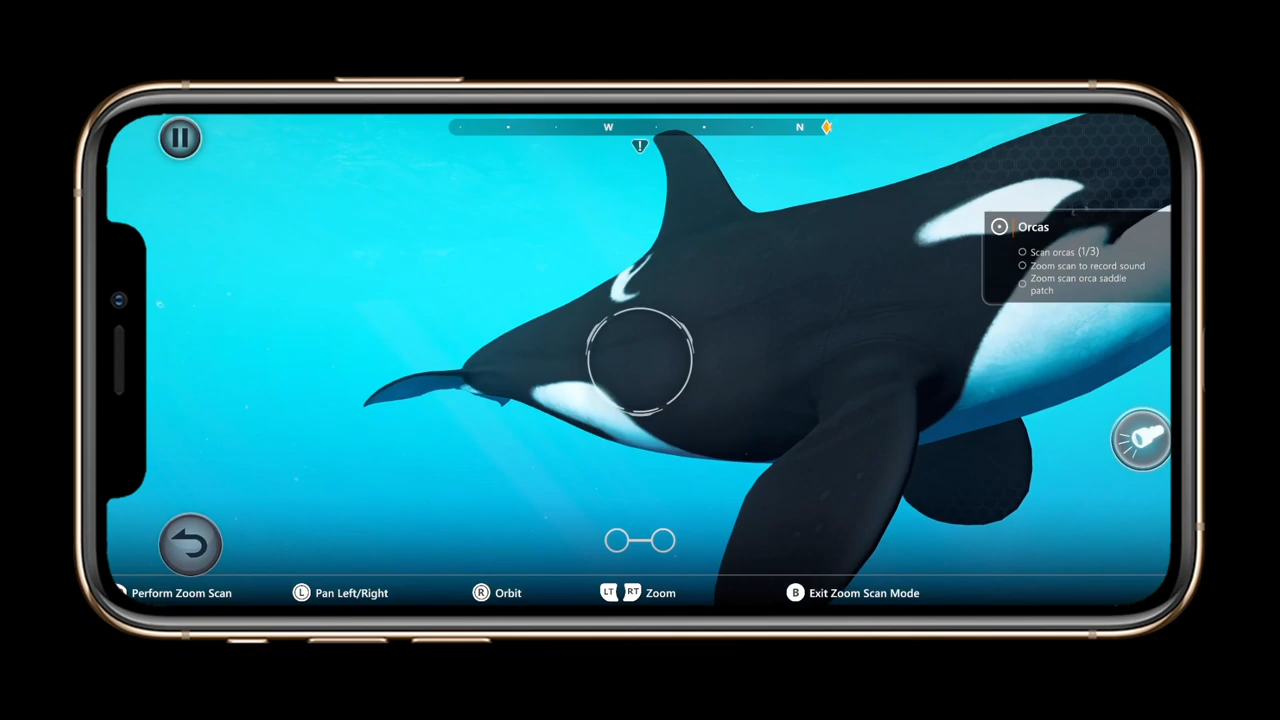 W
N
!
Orcas
Scan orcas (1/3)
Zoom scan to record sound
Zoom scan orca saddle
patch
Perform Zoom Scan
L Pan Left/Right
R Orbit
LT RT Zoom
B Exit Zoom Scan Mode